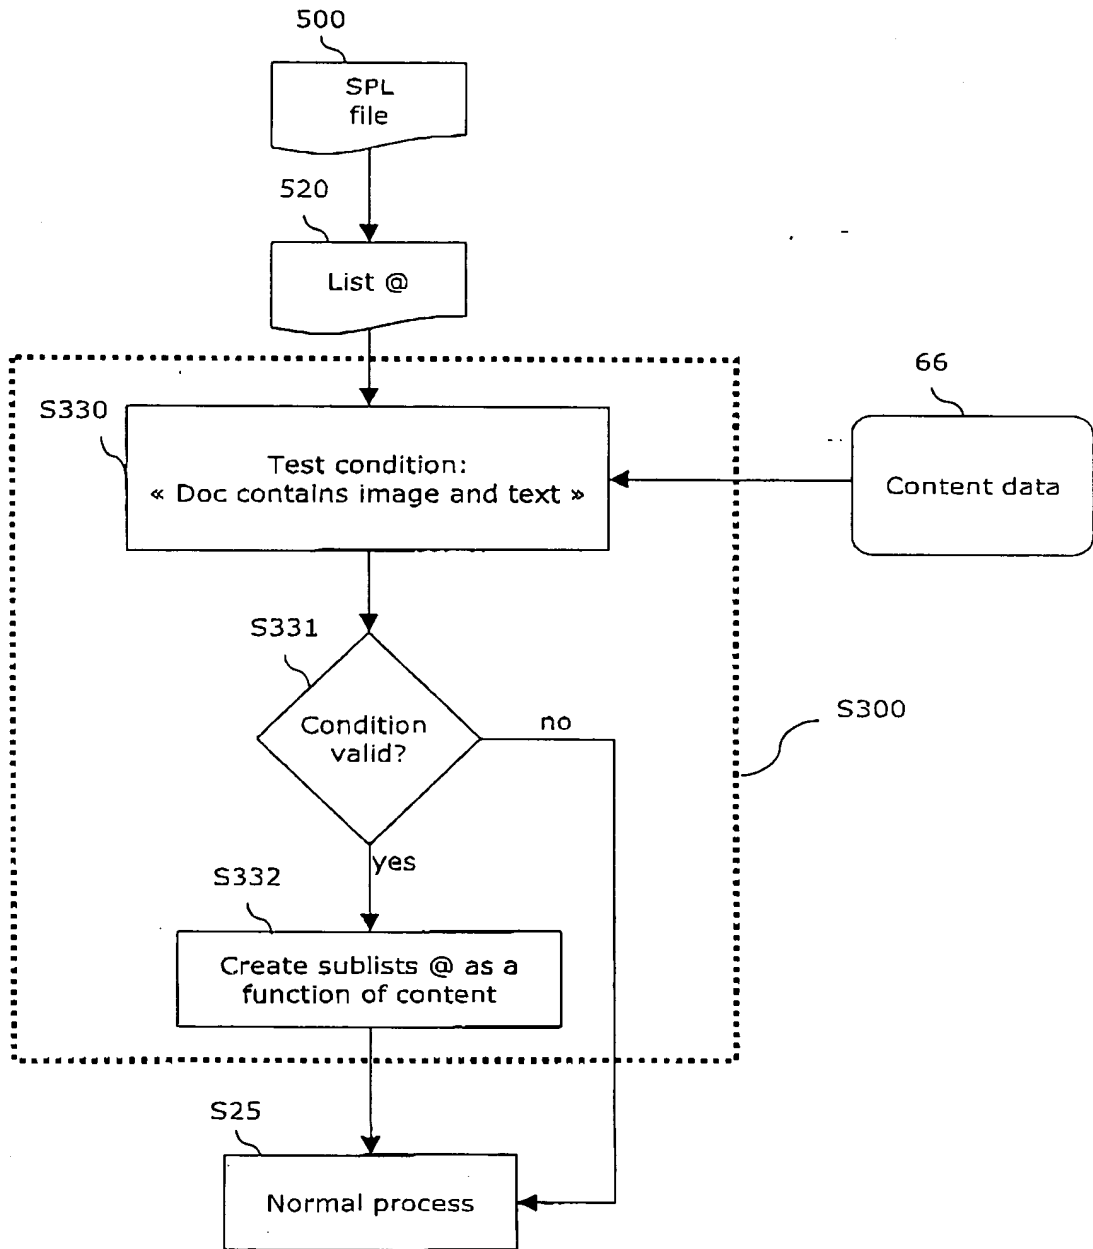 500
SPL
file
520
List @
66
S330
Test condition:
« Doc contains image and text »
Content data
S331
Condition
valid?
no
S300
yes
S332
Create sublists @ as a
function of content
S25
Normal process